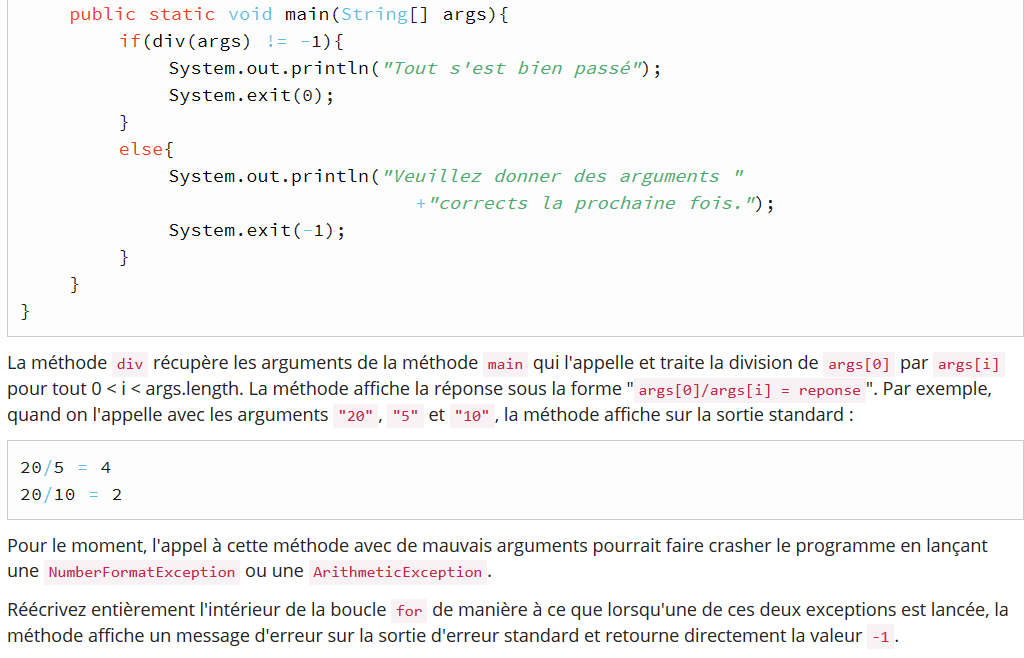 public static void main(String[] args){
if(div(args) != -1){
System.out.println("Tout s'est bien passé");
System.exit(0);
}
else{
System.out.println("Veuillez donner des arguments "
+"corrects la prochaine fois.");
System.exit(-1);
}
}
}
La méthode div récupère les arguments de la méthode main qui l'appelle et traite la division de args[0] par args[i]
pour tout 0 < i < args.length. La méthode affiche la réponse sous la forme " args[0]/args[i] = reponse ". Par exemple,
quand on l'appelle avec les arguments "20", "5" et "10", la méthode affiche sur la sortie standard :
20/5 = 4
20/10 = 2
Pour le moment, l'appel à cette méthode avec de mauvais arguments pourrait faire crasher le programme en lançant
une NumberFormatException ou une ArithmeticException.
Réécrivez entièrement l'intérieur de la boucle for de manière à ce que lorsqu'une de ces deux exceptions est lancée, la
méthode affiche un message d'erreur sur la sortie d'erreur standard et retourne directement la valeur -1.